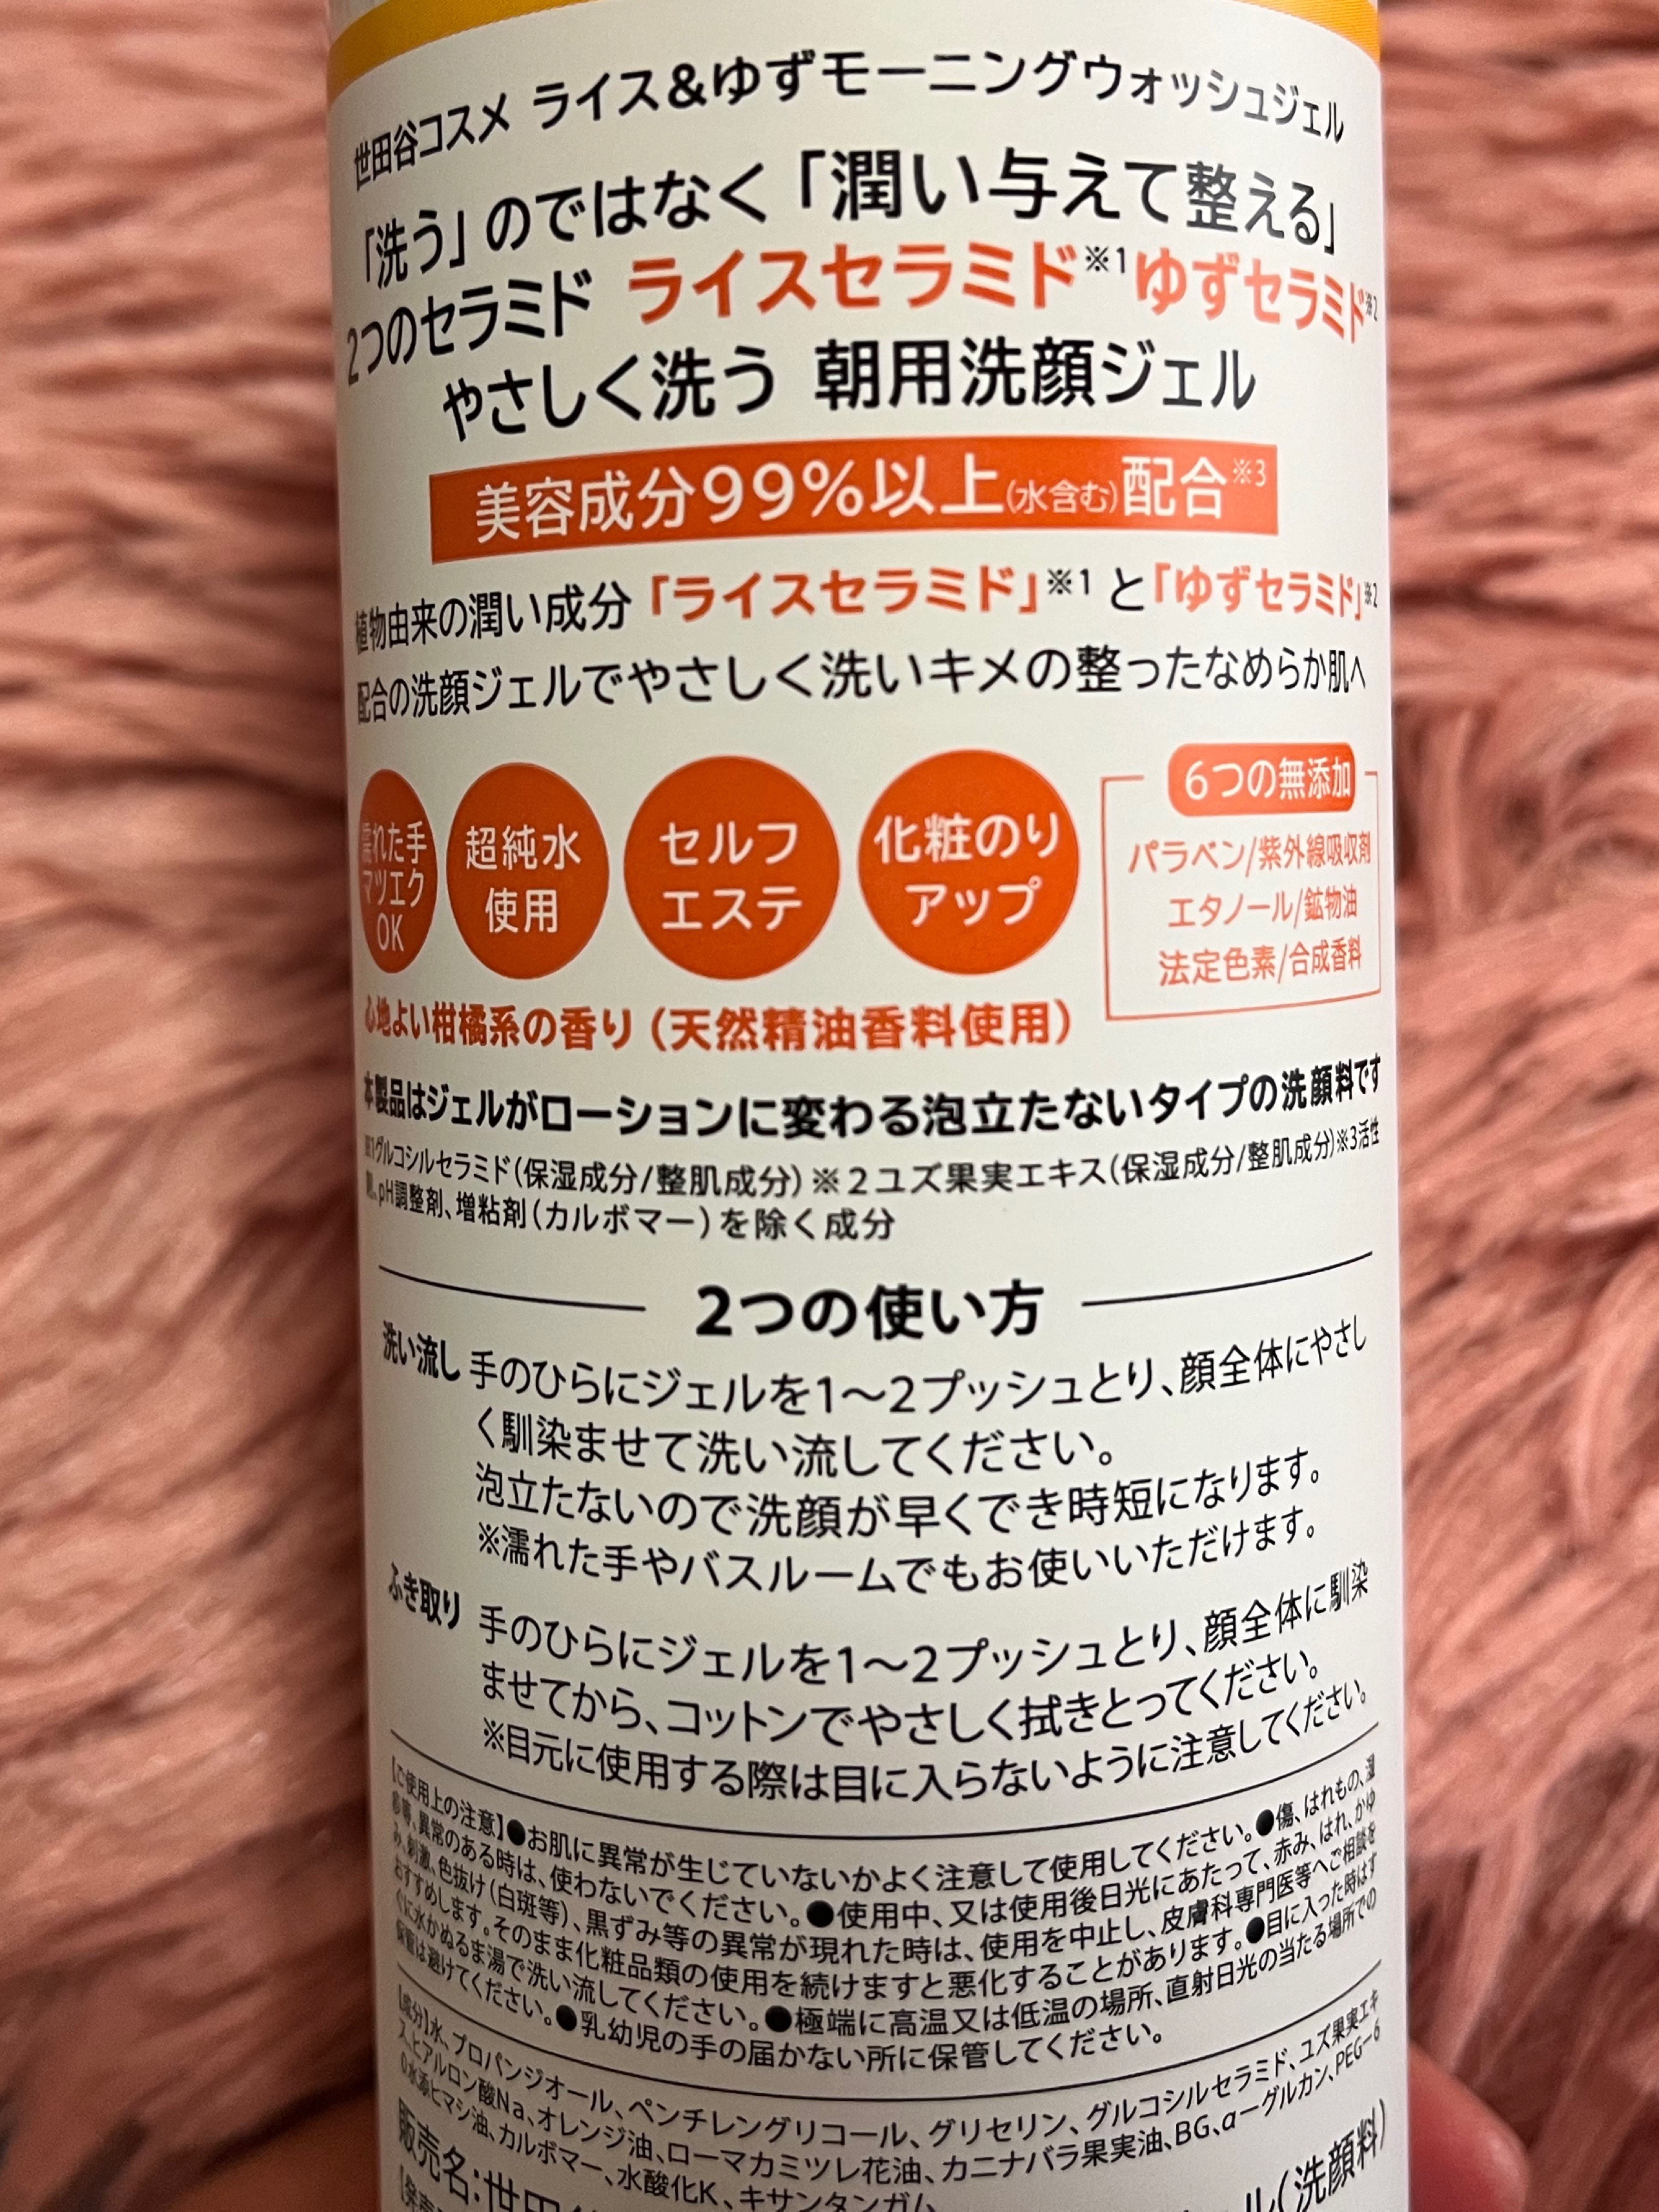 世田谷コスメ ライス&ゆずモーニングウォッシュジェル
「洗う」のではなく「潤い与えて整える」
2つのセラミド ライスセラミド※1ゆずセラミド※2
やさしく洗う 朝用洗顔ジェル
美容成分99%以上(水含む)配合※3
植物由来の潤い成分「ライスセラミド」※1と「ゆずセラミド」※2
配合の洗顔ジェルでやさしく洗いキメの整ったなめらか肌へ
濡れた手
マツエク
OK
超純水
使用
セルフ
エステ
化粧のり
アップ
6つの無添加
パラベン/紫外線吸収剤
エタノール/鉱物油
法定色素/合成香料
心地よい柑橘系の香り(天然精油香料使用)
本製品はジェルがローションに変わる泡立たないタイプの洗顔料です
※1グルコシルセラミド(保湿成分/整肌成分)※2ユズ果実エキス(保湿成分/整肌成分)※3活性
剤、pH調整剤、増粘剤(カルボマー)を除く成分
2つの使い方
洗い流し 手のひらにジェルを1〜2プッシュとり、顔全体にやさし
く馴染ませて洗い流してください。
泡立たないので洗顔が早くでき時短になります。
※濡れた手やバスルームでもお使いいただけます。
ふき取り 手のひらにジェルを1〜2プッシュとり、顔全体に馴染
ませてから、コットンでやさしく拭きとってください。
※目元に使用する際は目に入らないように注意してください。
【ご使用上の注意】●お肌に異常が生じていないかよく注意して使用してください。●傷、はれもの、湿
疹等、異常のある時は、使わないでください。●使用中、又は使用後日光にあたって、赤み、はれ、かゆ
み、刺激、色抜け(白斑等)、黒ずみ等の異常が現れた時は、使用を中止し、皮膚科専門医等へご相談を
おすすめします。そのまま化粧品類の使用を続けますと悪化することがあります。●目に入った時はす
ぐに水かぬるま湯で洗い流してください。●極端に高温又は低温の場所、直射日光の当たる場所での
保管は避けてください。●乳幼児の手の届かない所に保管してください。
【成分】水、プロパンジオール、ペンチレングリコール、グリセリン、グルコシルセラミド、ユズ果実エキ
ス、ヒアルロン酸Na、オレンジ油、ローマカミツレ花油、カニナバラ果実油、BG、α-グルカン、PEG-6
0水添ヒマシ油、カルボマー、水酸化K、キサンタンガム
販売名:世田 ル(洗顔料)